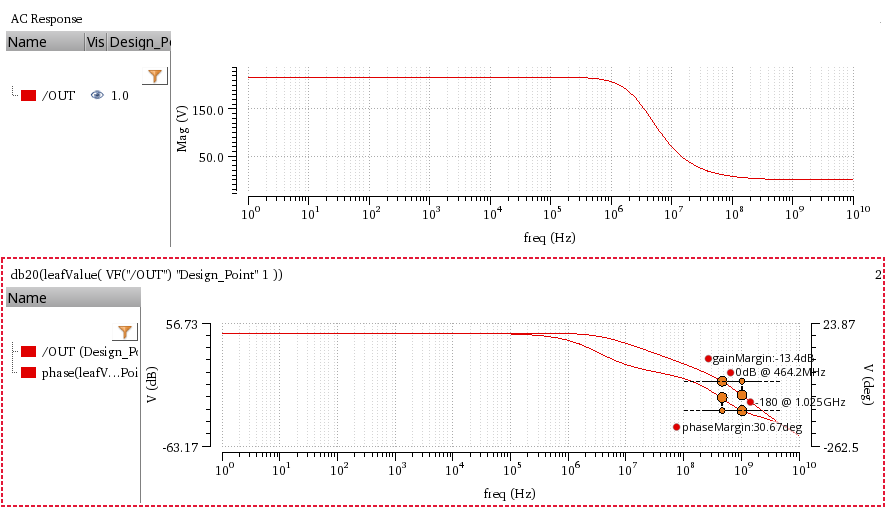 AC Response
Name Vis Design_P
/OUT 1.0
Mag (V)
150.0
50.0
10^0 10^1 10^2 10^3 10^4 10^5 10^6 10^7 10^8 10^9 10^10
freq (Hz)
db20(leafValue( VF("/OUT") "Design_Point" 1 )) 2
Name
/OUT (Design_P
phase(leafV...Poi
V (dB)
56.73
-63.17
23.87
-262.5
V (deg)
gainMargin:-13.4dB
0dB @ 464.2MHz
-180 @ 1.025GHz
phaseMargin:30.67deg
10^0 10^1 10^2 10^3 10^4 10^5 10^6 10^7 10^8 10^9 10^10
freq (Hz)